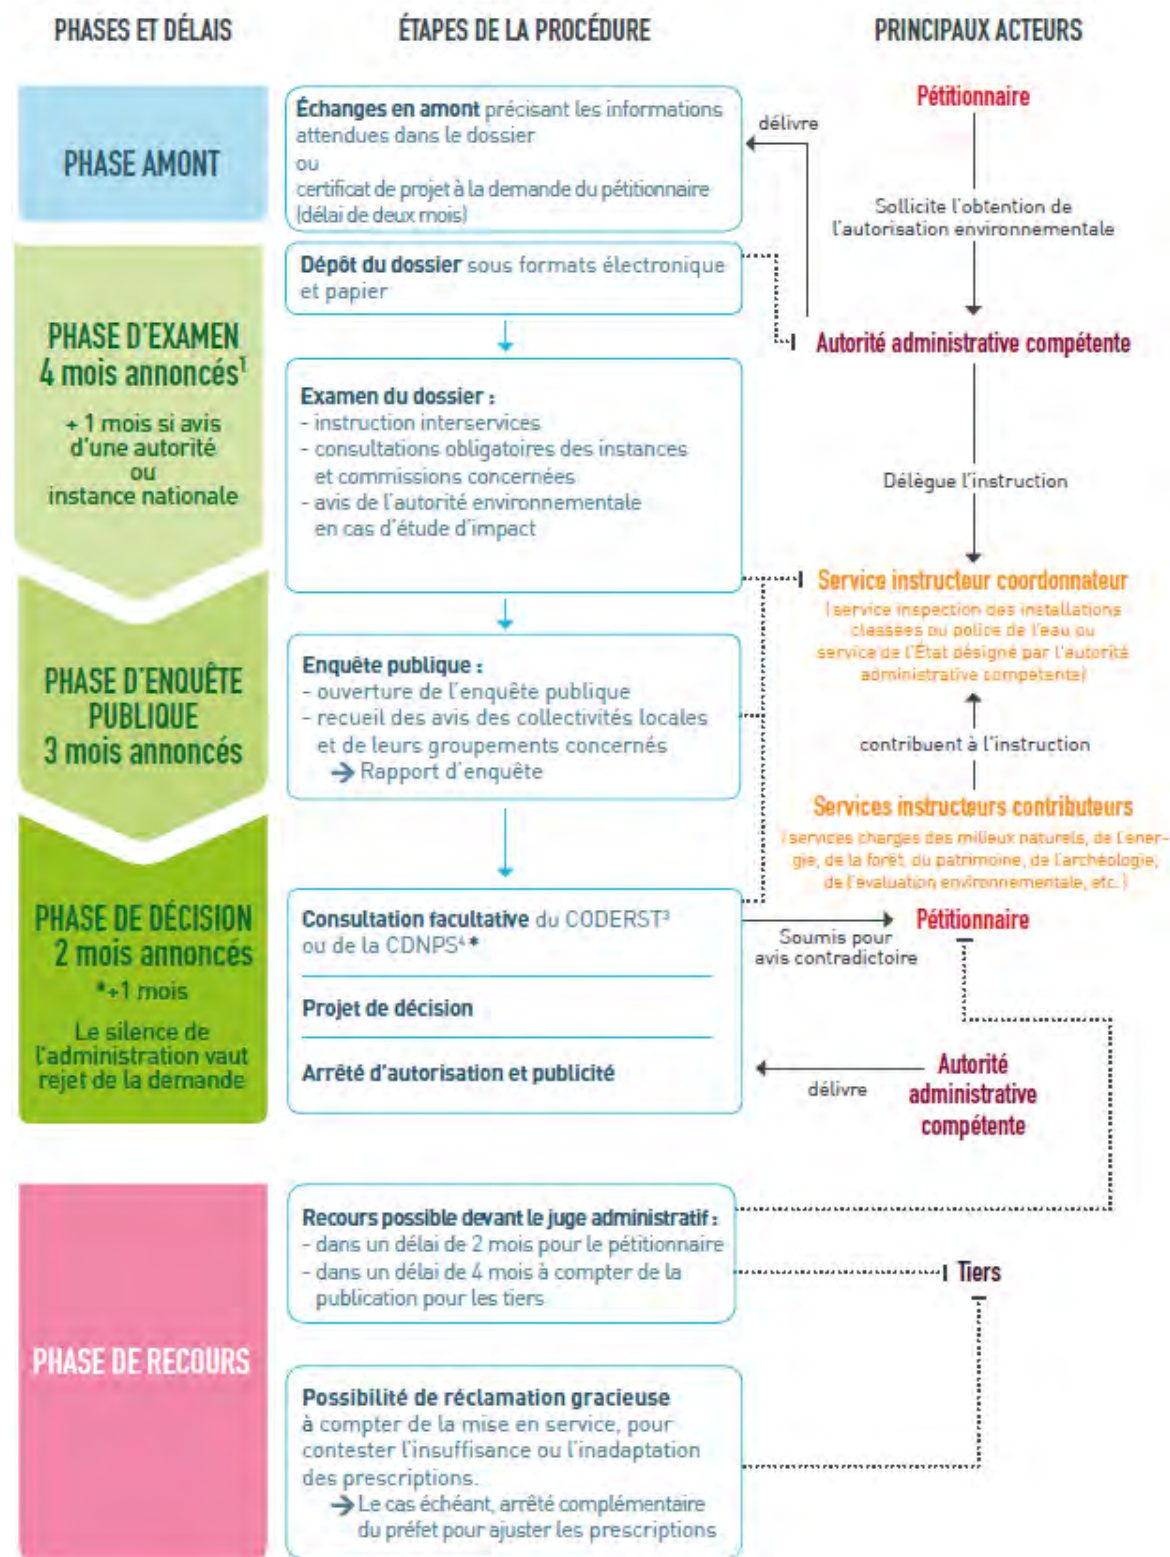 PHASES ET DÉLAIS
ÉTAPES DE LA PROCÉDURE
PRINCIPAUX ACTEURS
PHASE AMONT
Échanges en amont précisant les informations
attendues dans le dossier
ou
certificat de projet à la demande du pétitionnaire
(délai de deux mois)
délivre
Pétitionnaire
Sollicite l'obtention de
l'autorisation environnementale
PHASE D'EXAMEN
4 mois annoncés¹
+ 1 mois si avis
d'une autorité
ou
instance nationale
Dépôt du dossier sous formats électronique
et papier
Autorité administrative compétente
Examen du dossier :
- instruction interservices
- consultations obligatoires des instances
et commissions concernées
- avis de l'autorité environnementale
en cas d'étude d'impact
Délègue l'instruction
Service instructeur coordonnateur
(service inspection des installations
classées ou police de l'eau ou
service de l'État désigné par l'autorité
administrative compétente)
PHASE D'ENQUÊTE
PUBLIQUE
3 mois annoncés
Enquête publique :
- ouverture de l'enquête publique
- recueil des avis des collectivités locales
et de leurs groupements concernés
→ Rapport d'enquête
contribuent à l'instruction
Services instructeurs contributeurs
(services chargés des milieux naturels, de l'éner-
gie, de la forêt, du patrimoine, de l'archéologie,
de l'évaluation environnementale, etc.)
PHASE DE DÉCISION
2 mois annoncés
*+1 mois
Le silence de
l'administration vaut
rejet de la demande
Consultation facultative du CODERST³
ou de la CDNPS⁴*
Projet de décision
Arrêté d'autorisation et publicité
Soumis pour
avis contradictoire
Pétitionnaire
délivre
Autorité
administrative
compétente
PHASE DE RECOURS
Recours possible devant le juge administratif :
- dans un délai de 2 mois pour le pétitionnaire
- dans un délai de 4 mois à compter de la
publication pour les tiers
Tiers
Possibilité de réclamation gracieuse
à compter de la mise en service, pour
contester l'insuffisance ou l'inadaptation
des prescriptions.
→ Le cas échéant, arrêté complémentaire
du préfet pour ajuster les prescriptions